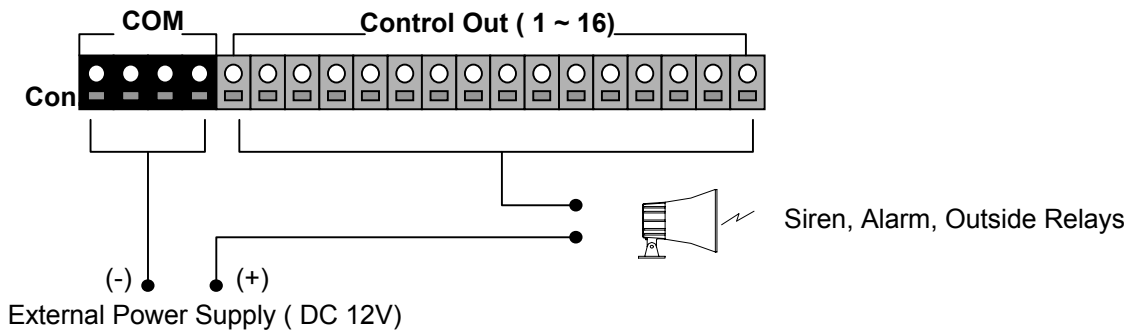 COM
Control Out ( 1 ~ 16)
Con
Siren, Alarm, Outside Relays
(-)
(+)
External Power Supply ( DC 12V)